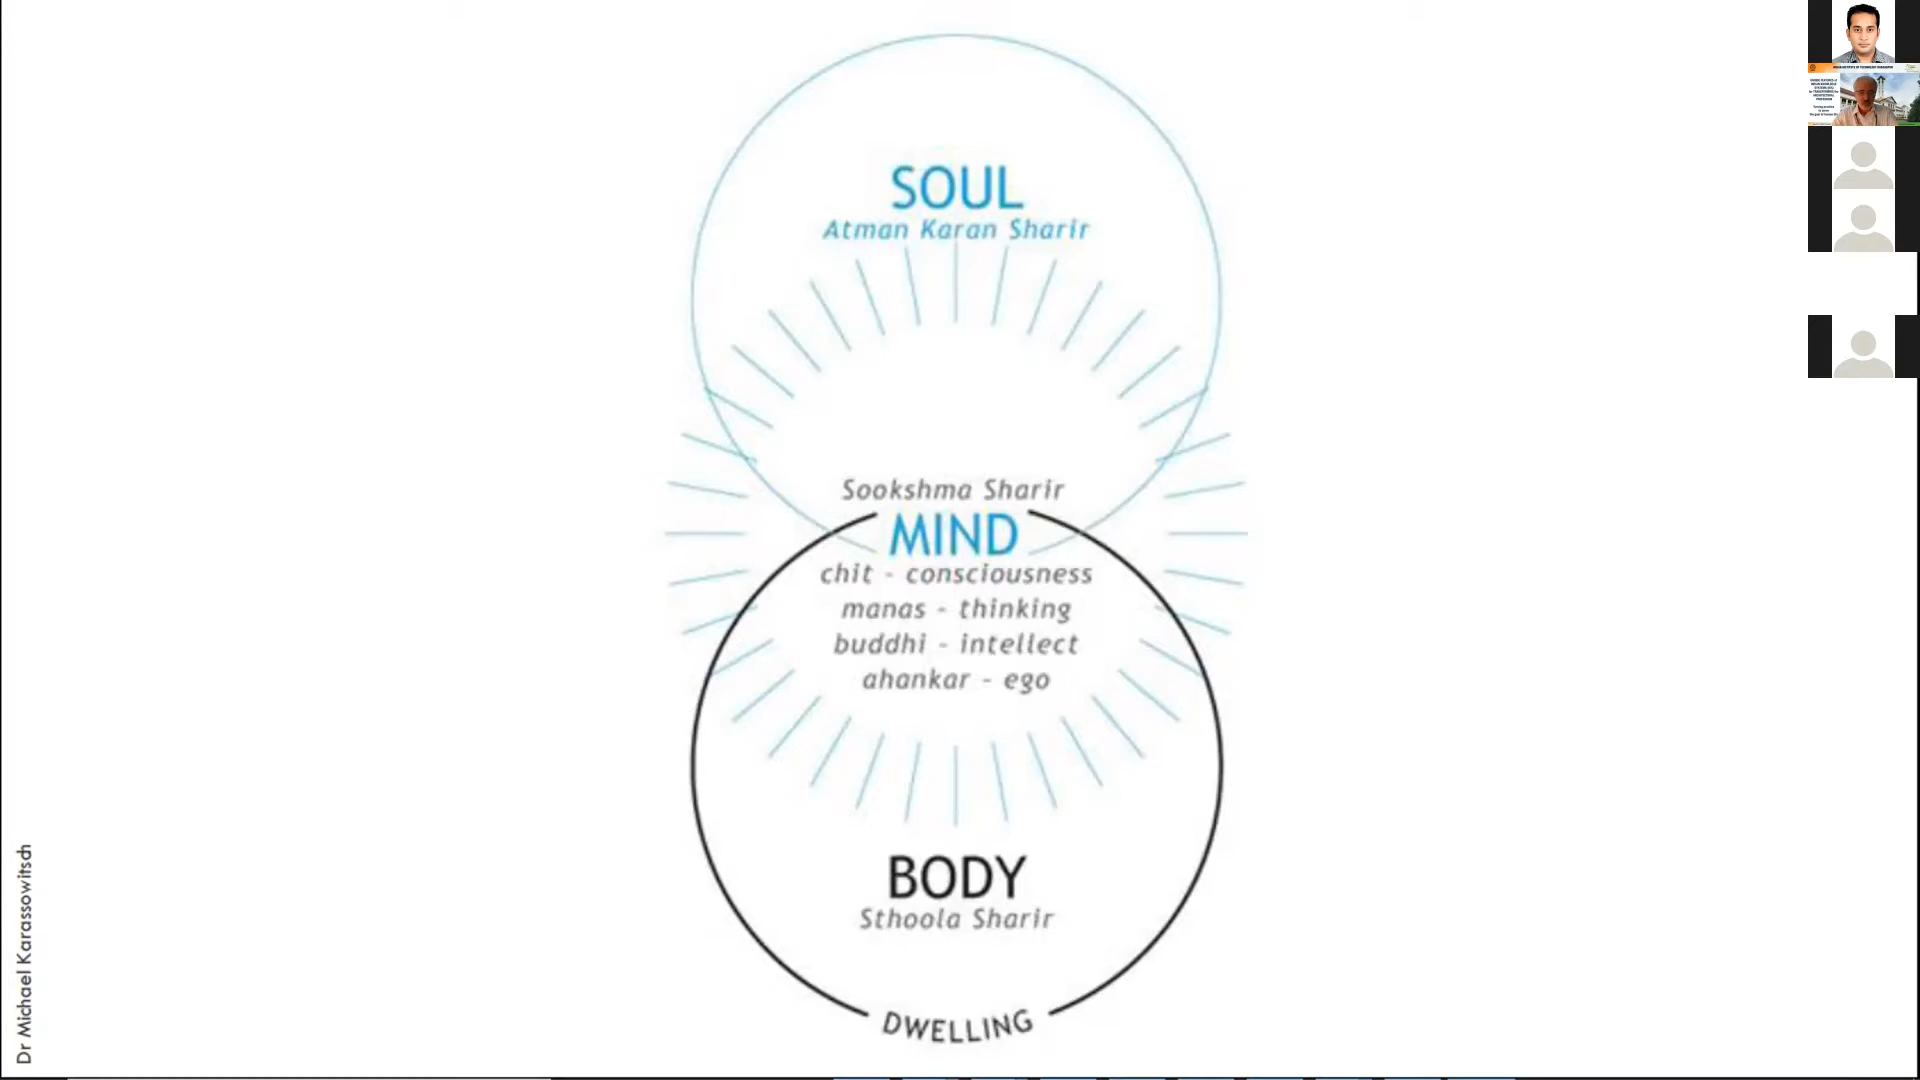 SOUL
Atman Karan Sharir
Sookshma Sharir
MIND
chit - consciousness
manas - thinking
buddhi - intellect
ahankar - ego
BODY
Sthoola Sharir
DWELLING
Dr Michael Karassowitsch